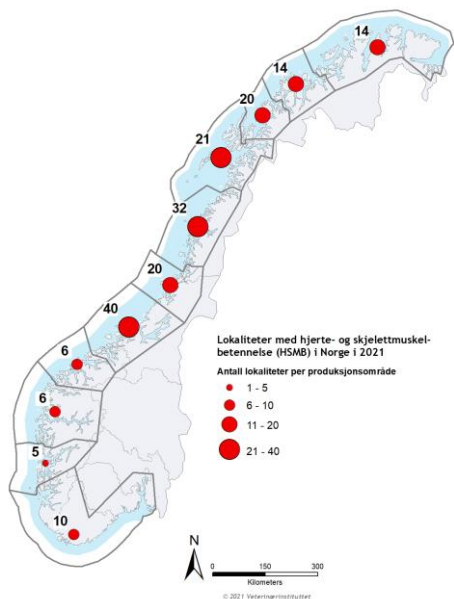 14
14
20
21
32
20
40
6
6
5
10
Lokaliteter med hjerte- og skjelettmuskel-
betennelse (HSMB) i Norge i 2021
Antall lokaliteter per produksjonsområde
1 - 5
6 - 10
11 - 20
21 - 40
N
0 150 300
Kilometers
© 2021 Veterinærinstituttet